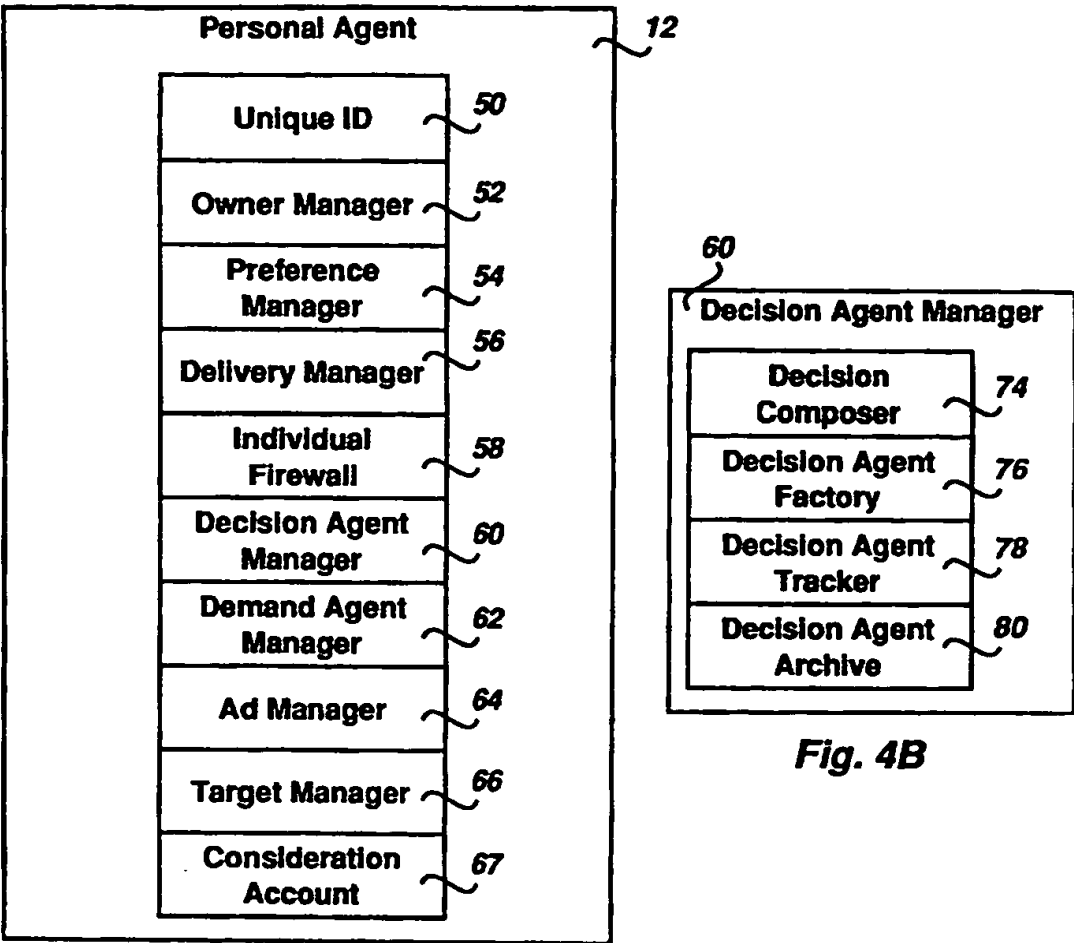 Personal Agent
12
Unique ID
50
Owner Manager
52
Preference
Manager
54
Delivery Manager
56
Individual
Firewall
58
Decision Agent
Manager
60
Demand Agent
Manager
62
Ad Manager
64
Target Manager
66
Consideration
Account
67
60
Decision Agent Manager
Decision
Composer
74
Decision Agent
Factory
76
Decision Agent
Tracker
78
Decision Agent
Archive
80
Fig. 4B